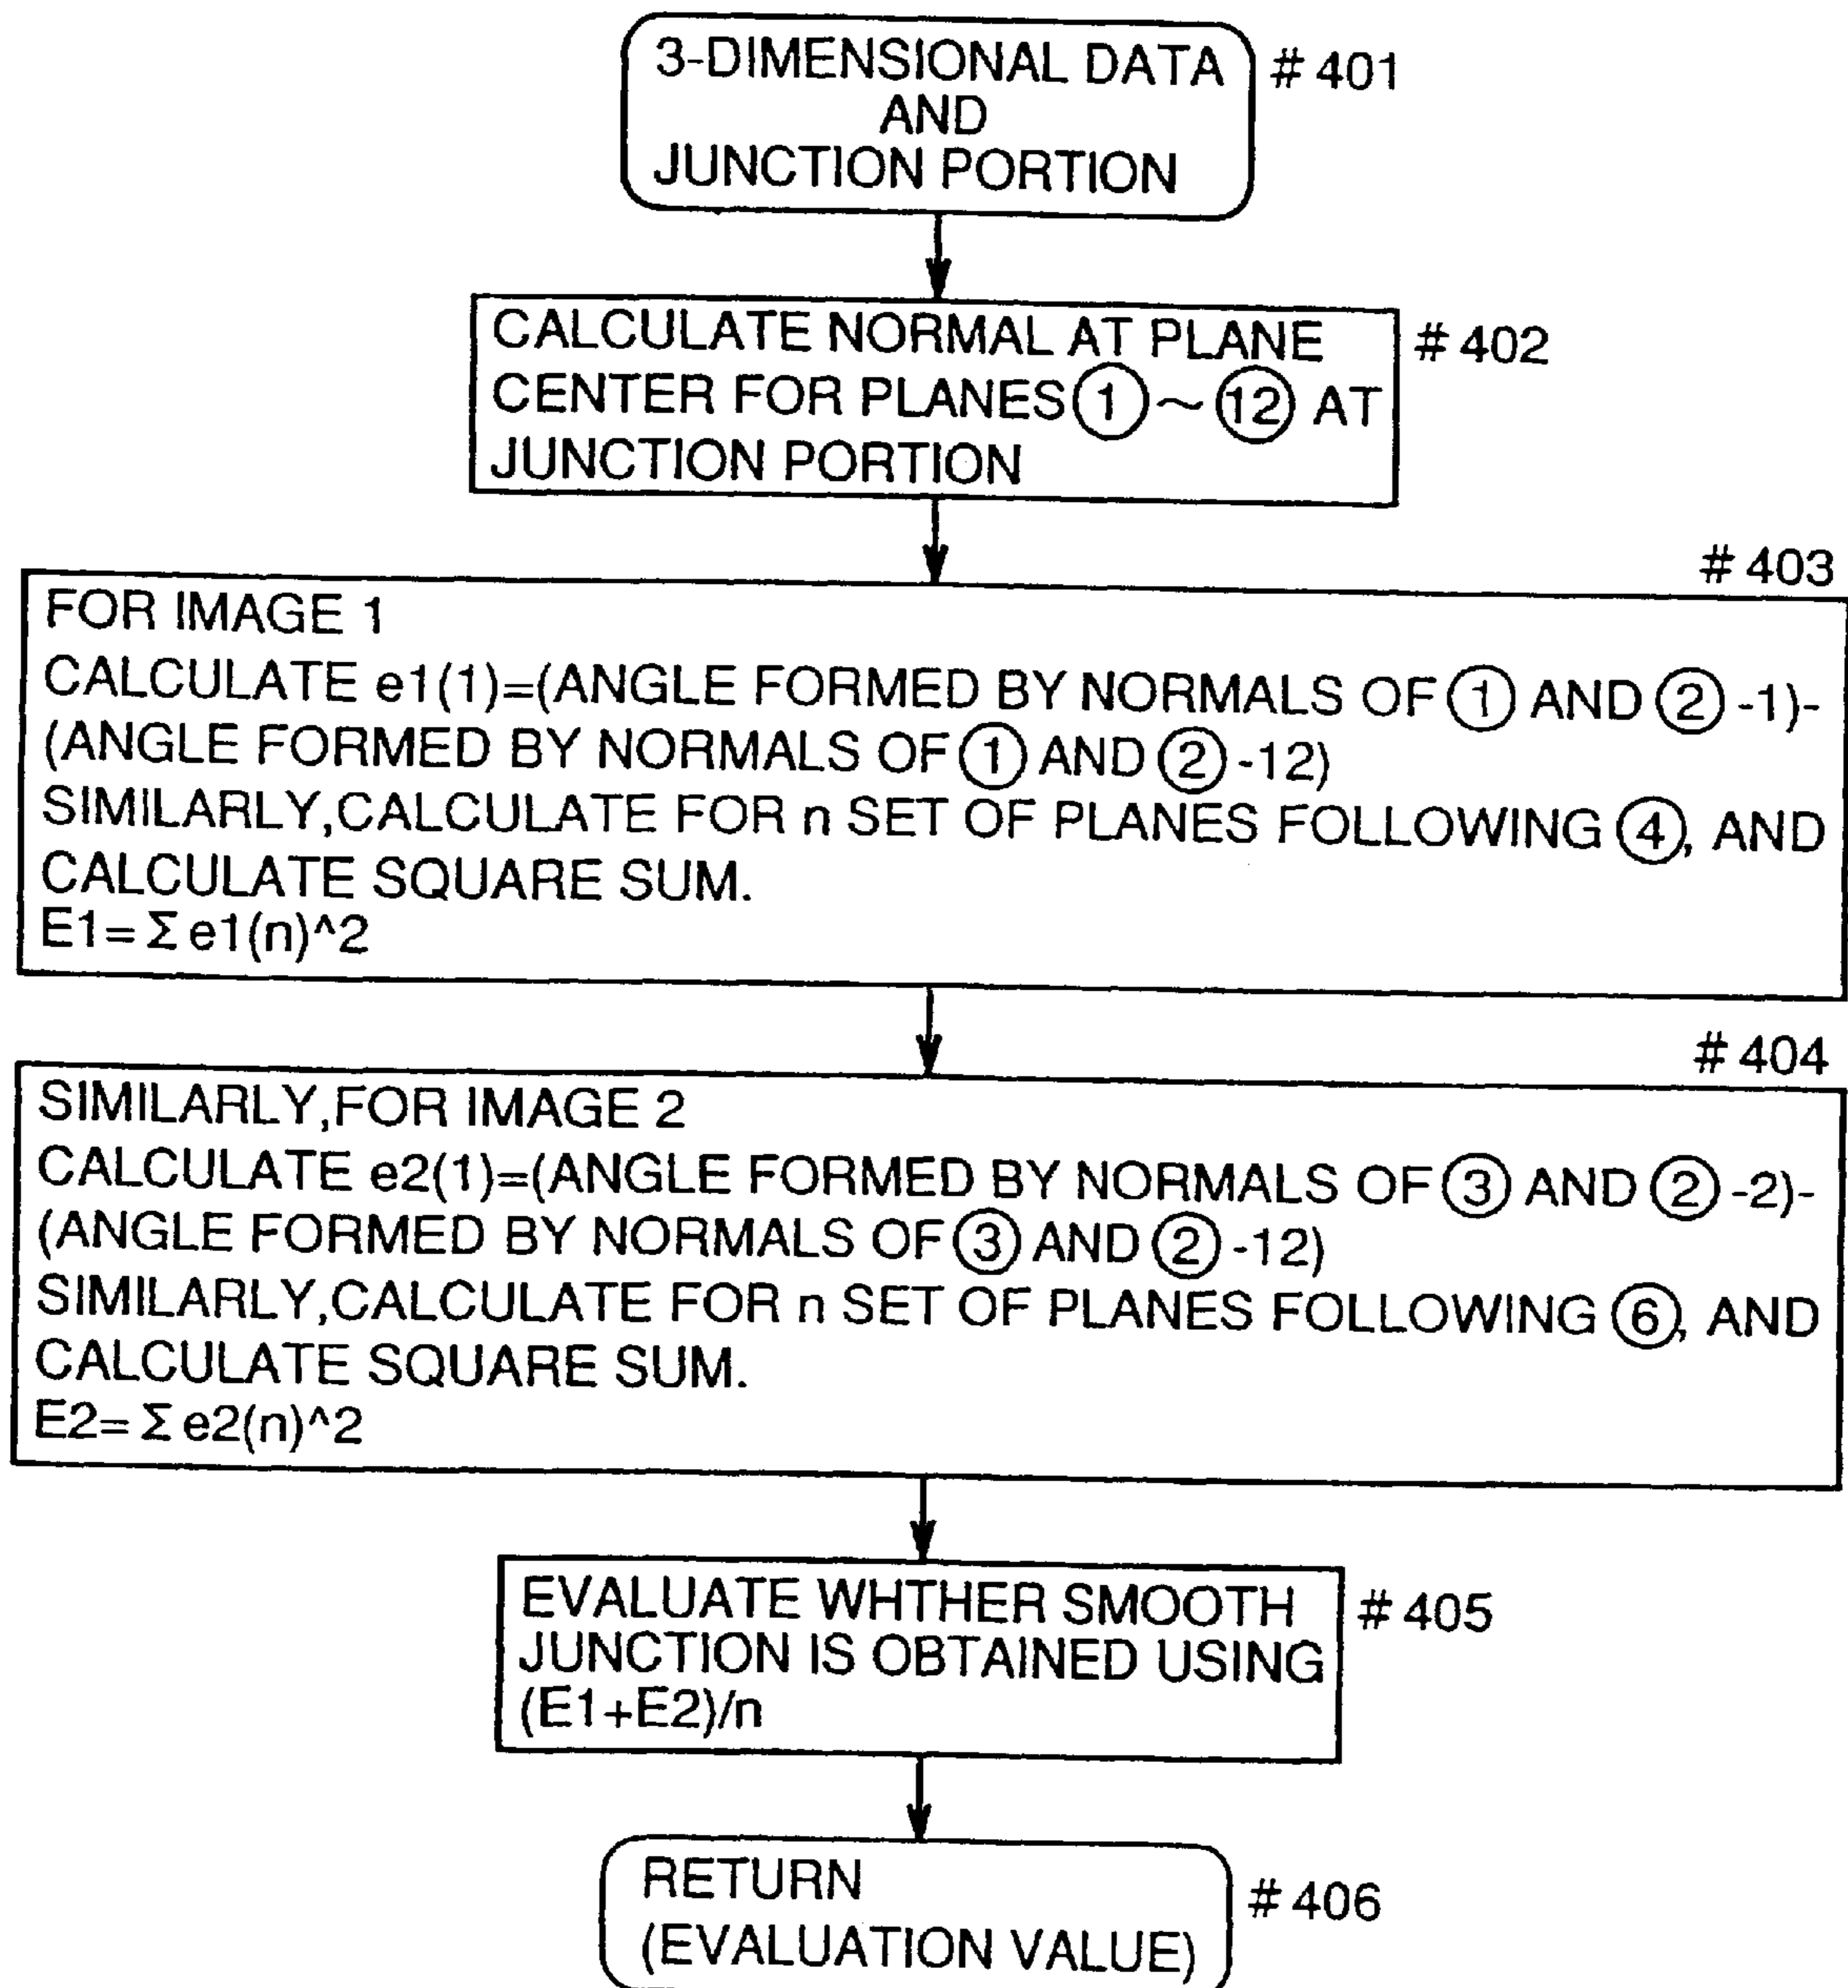 3-DIMENSIONAL DATA # 401
AND
JUNCTION PORTION
CALCULATE NORMAL AT PLANE # 402
CENTER FOR PLANES ① ~ ⑫ AT
JUNCTION PORTION
# 403
FOR IMAGE 1
CALCULATE e1(1)=(ANGLE FORMED BY NORMALS OF ① AND ② -1)-
(ANGLE FORMED BY NORMALS OF ① AND ② -12)
SIMILARLY,CALCULATE FOR n SET OF PLANES FOLLOWING ④, AND
CALCULATE SQUARE SUM.
E1=Σe1(n)^2
# 404
SIMILARLY,FOR IMAGE 2
CALCULATE e2(1)=(ANGLE FORMED BY NORMALS OF ③ AND ② -2)-
(ANGLE FORMED BY NORMALS OF ③ AND ② -12)
SIMILARLY,CALCULATE FOR n SET OF PLANES FOLLOWING ⑥, AND
CALCULATE SQUARE SUM.
E2=Σe2(n)^2
EVALUATE WHTHER SMOOTH # 405
JUNCTION IS OBTAINED USING
(E1+E2)/n
RETURN # 406
(EVALUATION VALUE)